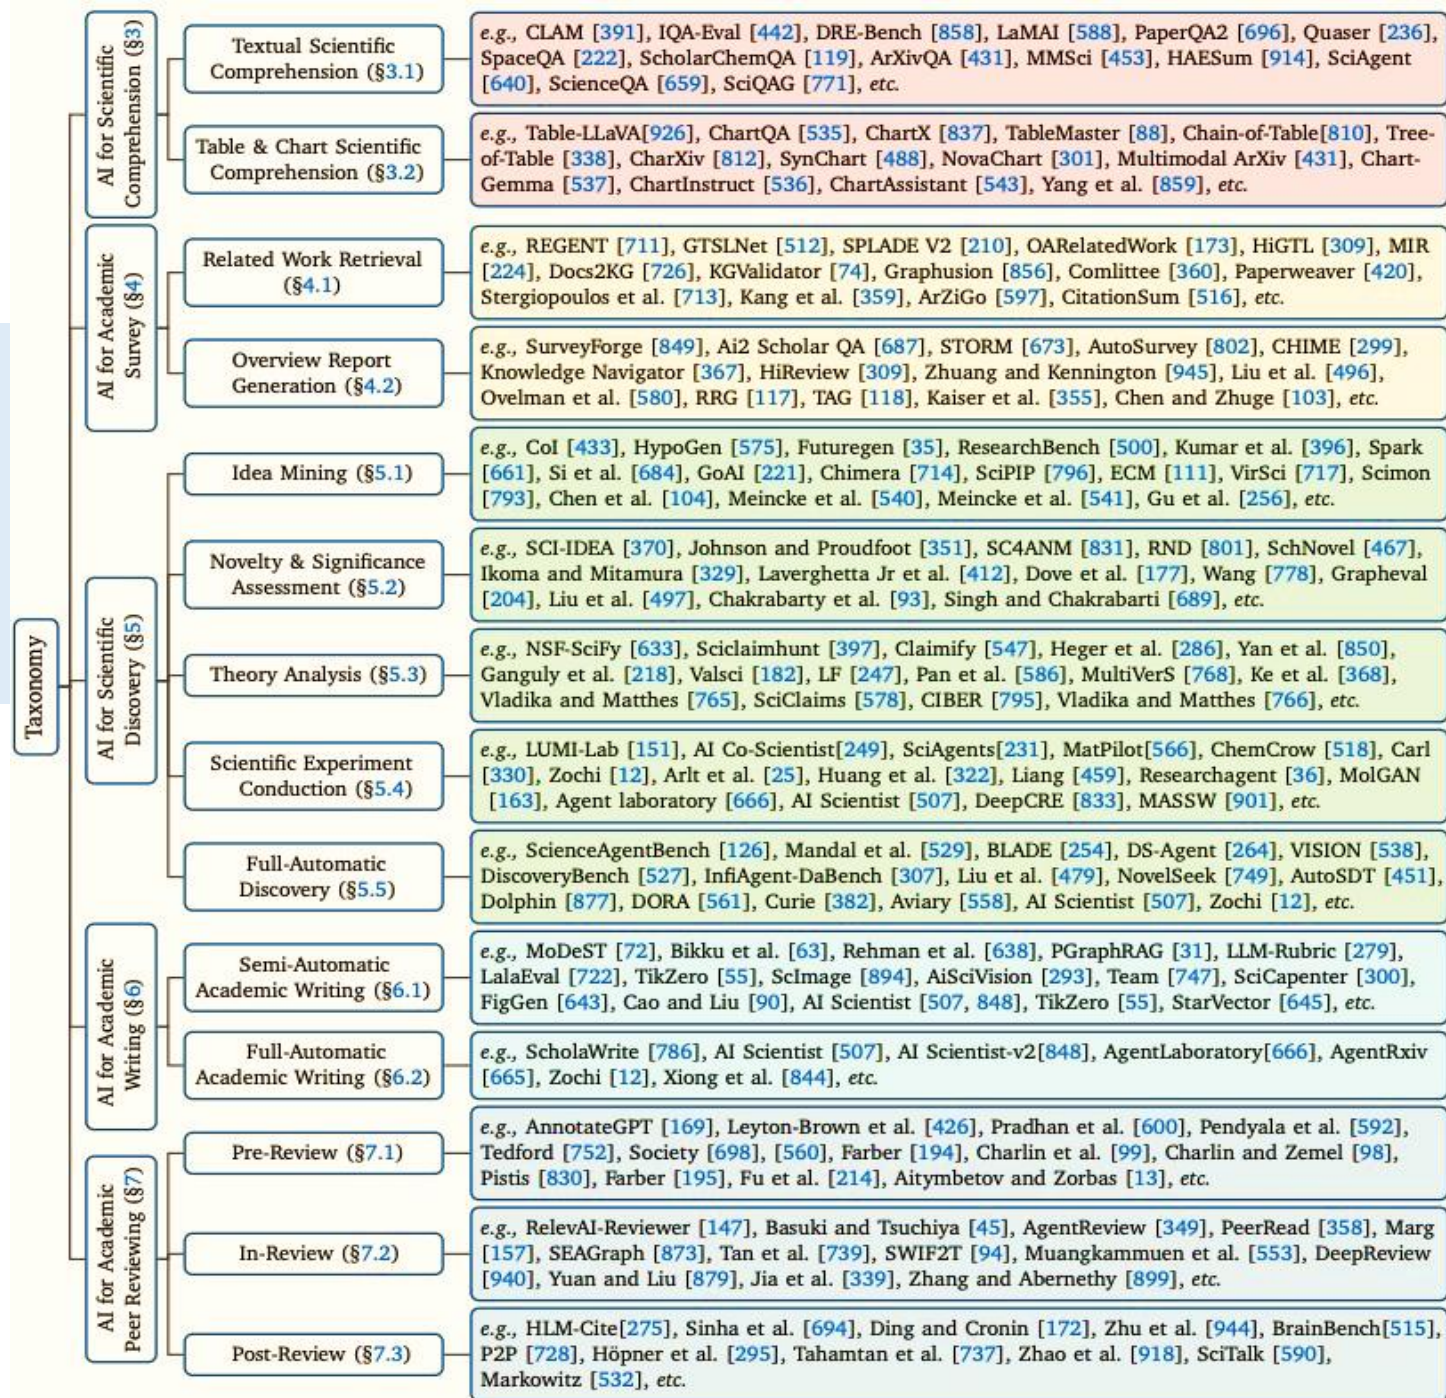 Taxonomy
AI for Scientific
Comprehension (§3)
Textual Scientific
Comprehension (§3.1)
e.g., CLAM [391], IQA-Eval [442], DRE-Bench [858], LaMAI [588], PaperQA2 [696], Quaser [236],
SpaceQA [222], ScholarChemQA [119], ArXivQA [431], MMSci [453], HAESum [914], SciAgent
[640], ScienceQA [659], SciQAG [771], etc.
Table & Chart Scientific
Comprehension (§3.2)
e.g., Table-LLaVA[926], ChartQA [535], ChartX [837], TableMaster [88], Chain-of-Table[810], Tree-
of-Table [338], CharXiv [812], SynChart [488], NovaChart [301], Multimodal ArXiv [431], Chart-
Gemma [537], ChartInstruct [536], ChartAssistant [543], Yang et al. [859], etc.
AI for Academic
Survey (§4)
Related Work Retrieval
(§4.1)
e.g., REGENT [711], GTSLNet [512], SPLADE V2 [210], OARelatedWork [173], HiGTL [309], MIR
[224], Docs2KG [726], KGValidator [74], Graphusion [856], Comlittee [360], Paperweaver [420],
Stergiopoulos et al. [713], Kang et al. [359], ArZiGo [597], CitationSum [516], etc.
Overview Report
Generation (§4.2)
e.g., SurveyForge [849], Ai2 Scholar QA [687], STORM [673], AutoSurvey [802], CHIME [299],
Knowledge Navigator [367], HiReview [309], Zhuang and Kennington [945], Liu et al. [496],
Ovelman et al. [580], RRG [117], TAG [118], Kaiser et al. [355], Chen and Zhuge [103], etc.
AI for Scientific
Discovery (§5)
Idea Mining (§5.1)
e.g., CoI [433], HypoGen [575], Futuregen [35], ResearchBench [500], Kumar et al. [396], Spark
[661], Si et al. [684], GoAI [221], Chimera [714], SciPIP [796], ECM [111], VirSci [717], Scimon
[793], Chen et al. [104], Meincke et al. [540], Meincke et al. [541], Gu et al. [256], etc.
Novelty & Significance
Assessment (§5.2)
e.g., SCI-IDEA [370], Johnson and Proudfoot [351], SC4ANM [831], RND [801], SchNovel [467],
Ikoma and Mitamura [329], Laverghetta Jr et al. [412], Dove et al. [177], Wang [778], Grapheval
[204], Liu et al. [497], Chakrabarty et al. [93], Singh and Chakrabarti [689], etc.
Theory Analysis (§5.3)
e.g., NSF-SciFy [633], Sciclaimhunt [397], Claimify [547], Heger et al. [286], Yan et al. [850],
Ganguly et al. [218], Valsci [182], LF [247], Pan et al. [586], MultiVerS [768], Ke et al. [368],
Vladika and Matthes [765], SciClaims [578], CIBER [795], Vladika and Matthes [766], etc.
Scientific Experiment
Conduction (§5.4)
e.g., LUMI-Lab [151], AI Co-Scientist[249], SciAgents[231], MatPilot[566], ChemCrow [518], Carl
[330], Zochi [12], Arlt et al. [25], Huang et al. [322], Liang [459], Researchagent [36], MolGAN
[163], Agent laboratory [666], AI Scientist [507], DeepCRE [833], MASSW [901], etc.
Full-Automatic
Discovery (§5.5)
e.g., ScienceAgentBench [126], Mandal et al. [529], BLADE [254], DS-Agent [264], VISION [538],
DiscoveryBench [527], InfiAgent-DaBench [307], Liu et al. [479], NovelSeek [749], AutoSDT [451],
Dolphin [877], DORA [561], Curie [382], Aviary [558], AI Scientist [507], Zochi [12], etc.
AI for Academic
Writing (§6)
Semi-Automatic
Academic Writing (§6.1)
e.g., MoDeST [72], Bikku et al. [63], Rehman et al. [638], PGraphRAG [31], LLM-Rubric [279],
LalaEval [722], TikZero [55], ScImage [894], AiSciVision [293], Team [747], SciCapenter [300],
FigGen [643], Cao and Liu [90], AI Scientist [507, 848], TikZero [55], StarVector [645], etc.
Full-Automatic
Academic Writing (§6.2)
e.g., ScholaWrite [786], AI Scientist [507], AI Scientist-v2[848], AgentLaboratory[666], AgentRxiv
[665], Zochi [12], Xiong et al. [844], etc.
AI for Academic
Peer Reviewing (§7)
Pre-Review (§7.1)
e.g., AnnotateGPT [169], Leyton-Brown et al. [426], Pradhan et al. [600], Pendyala et al. [592],
Tedford [752], Society [698], [560], Farber [194], Charlin et al. [99], Charlin and Zemel [98],
Pistis [830], Farber [195], Fu et al. [214], Aitymbetov and Zorbas [13], etc.
In-Review (§7.2)
e.g., RelevAI-Reviewer [147], Basuki and Tsuchiya [45], AgentReview [349], PeerRead [358], Marg
[157], SEAGraph [873], Tan et al. [739], SWIF2T [94], Muangkammuen et al. [553], DeepReview
[940], Yuan and Liu [879], Jia et al. [339], Zhang and Abernethy [899], etc.
Post-Review (§7.3)
e.g., HLM-Cite[275], Sinha et al. [694], Ding and Cronin [172], Zhu et al. [944], BrainBench[515],
P2P [728], Höpner et al. [295], Tahamtan et al. [737], Zhao et al. [918], SciTalk [590],
Markowitz [532], etc.